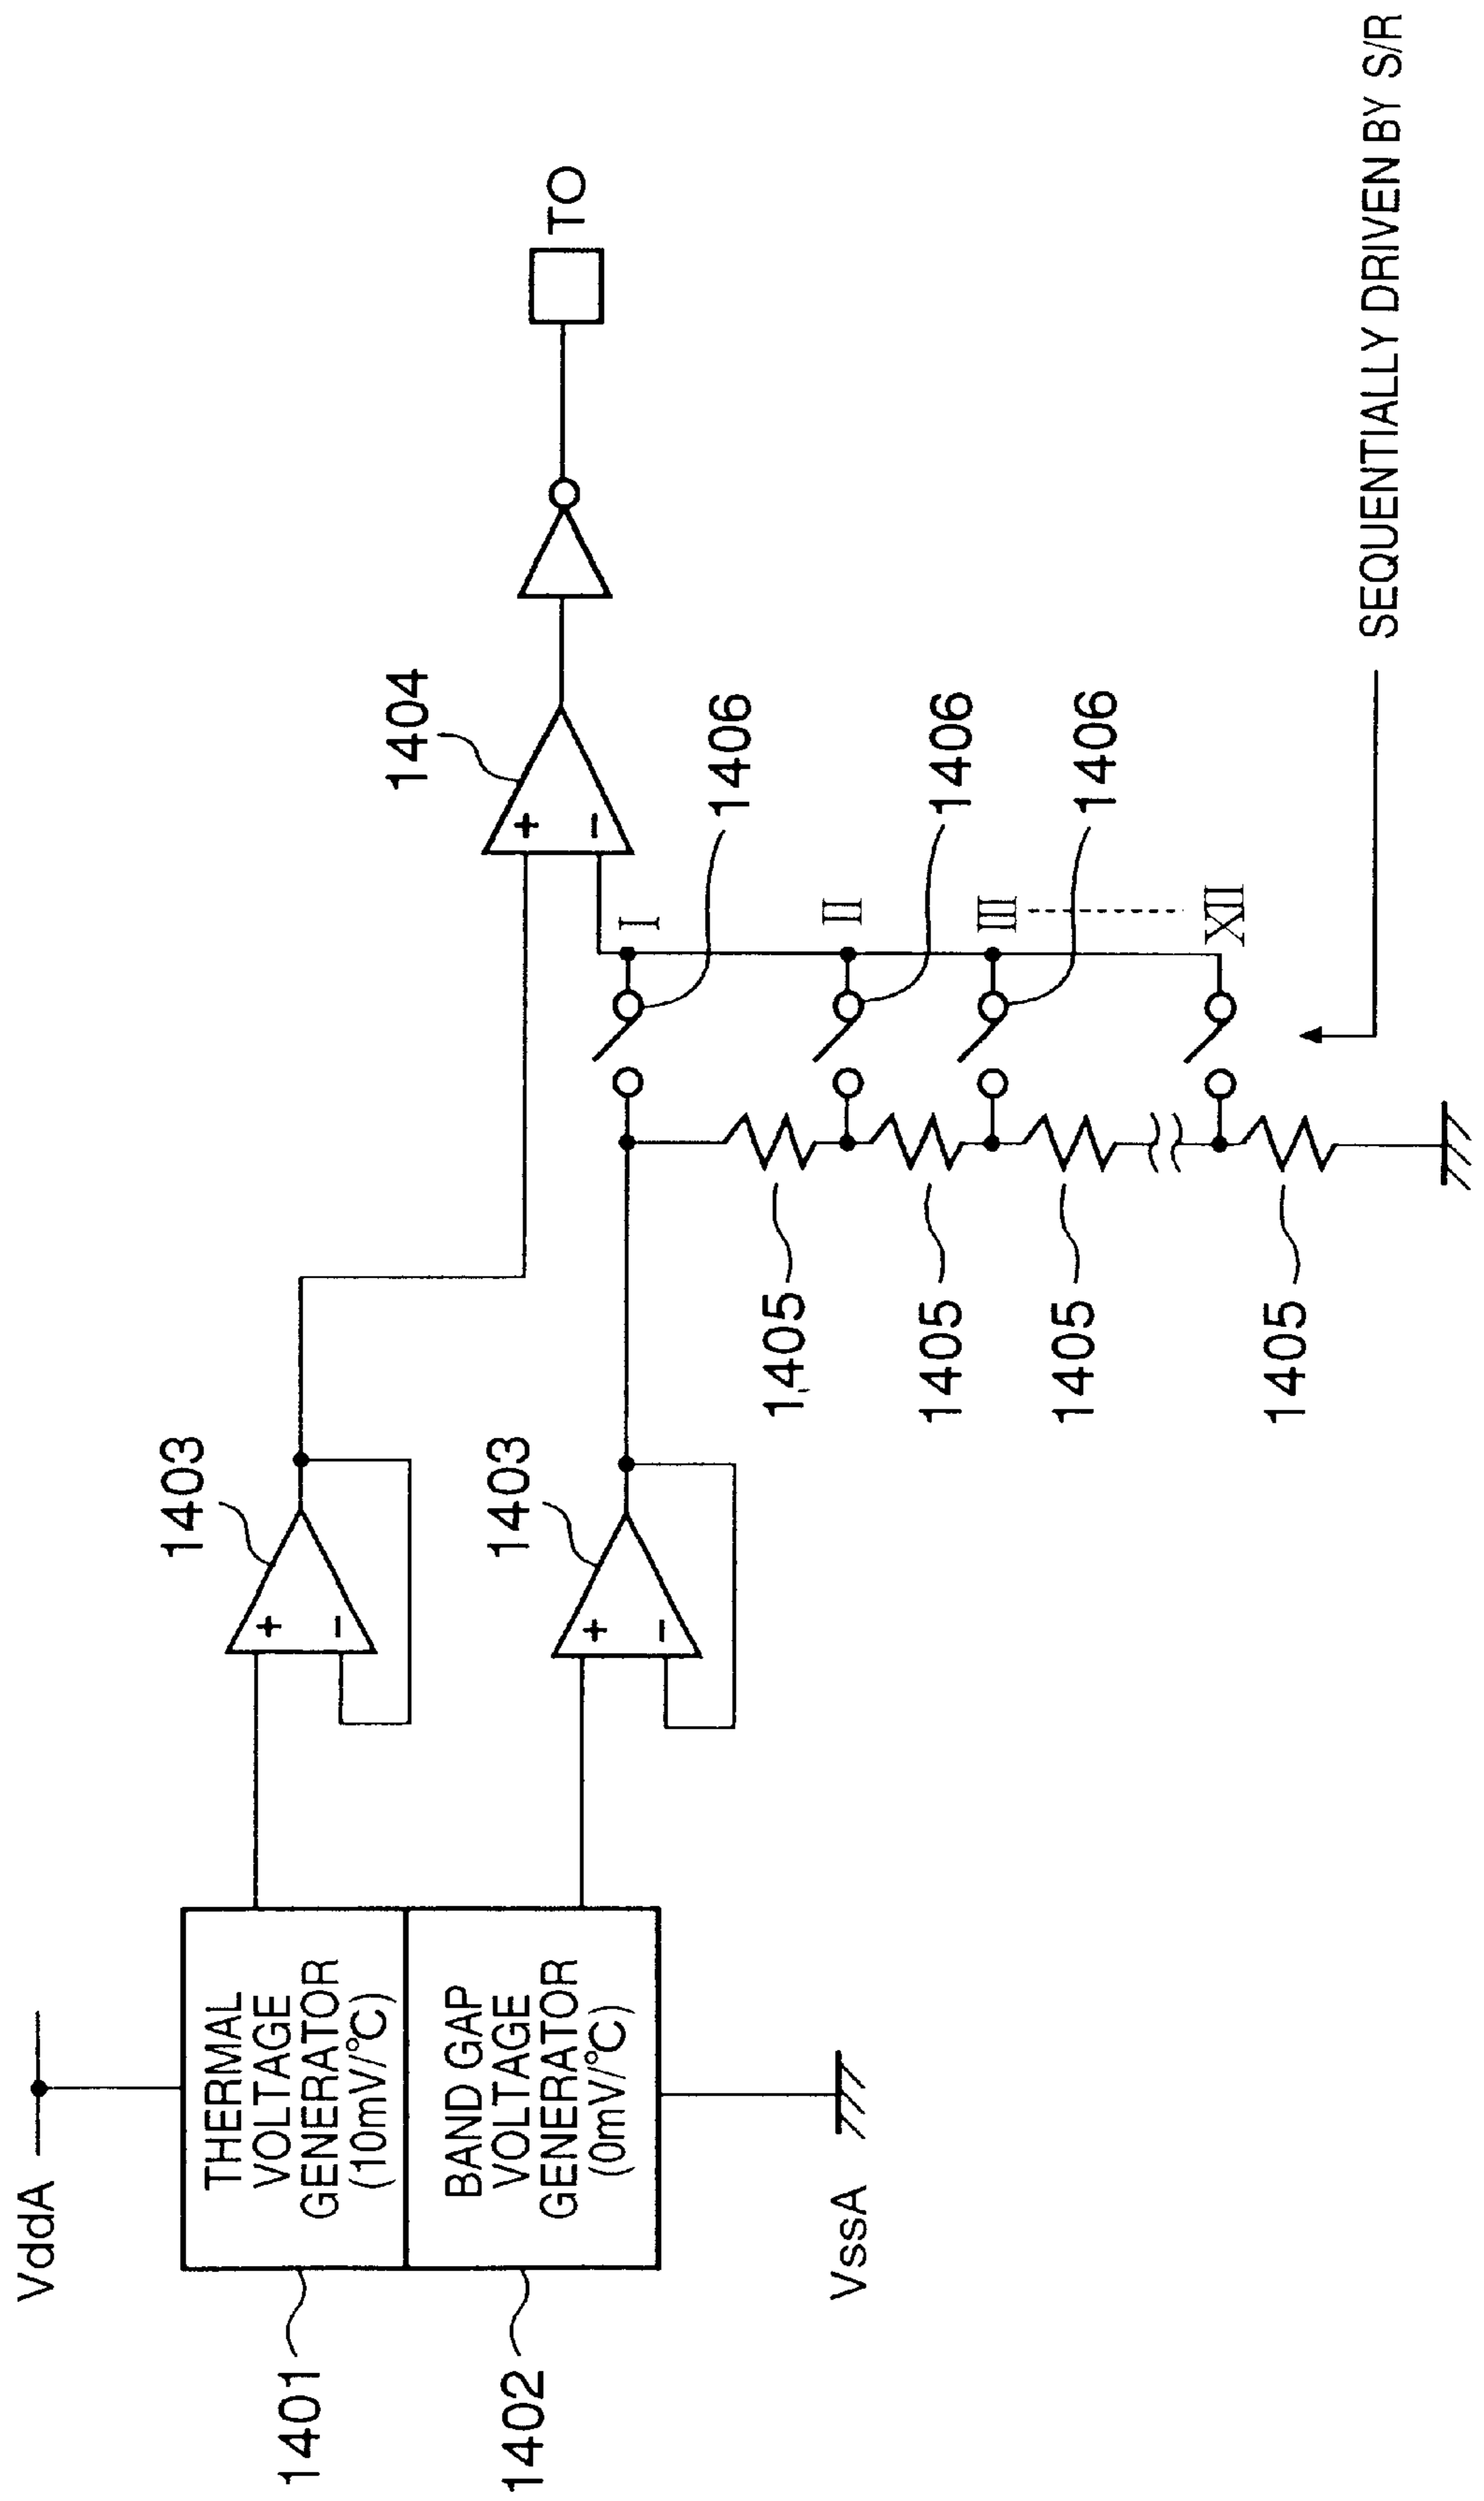 VddA
1401
THERMAL
VOLTAGE
GENERATOR
(10mV/°C)
1402
BAND GAP
VOLTAGE
GENERATOR
(0mV/°C)
VssA
1403
+
−
1403
+
−
1404
+
−
TO
I
1406
II
1406
III
1406
XII
1405
1405
1405
1405
SEQUENTIALLY DRIVEN BY S/R